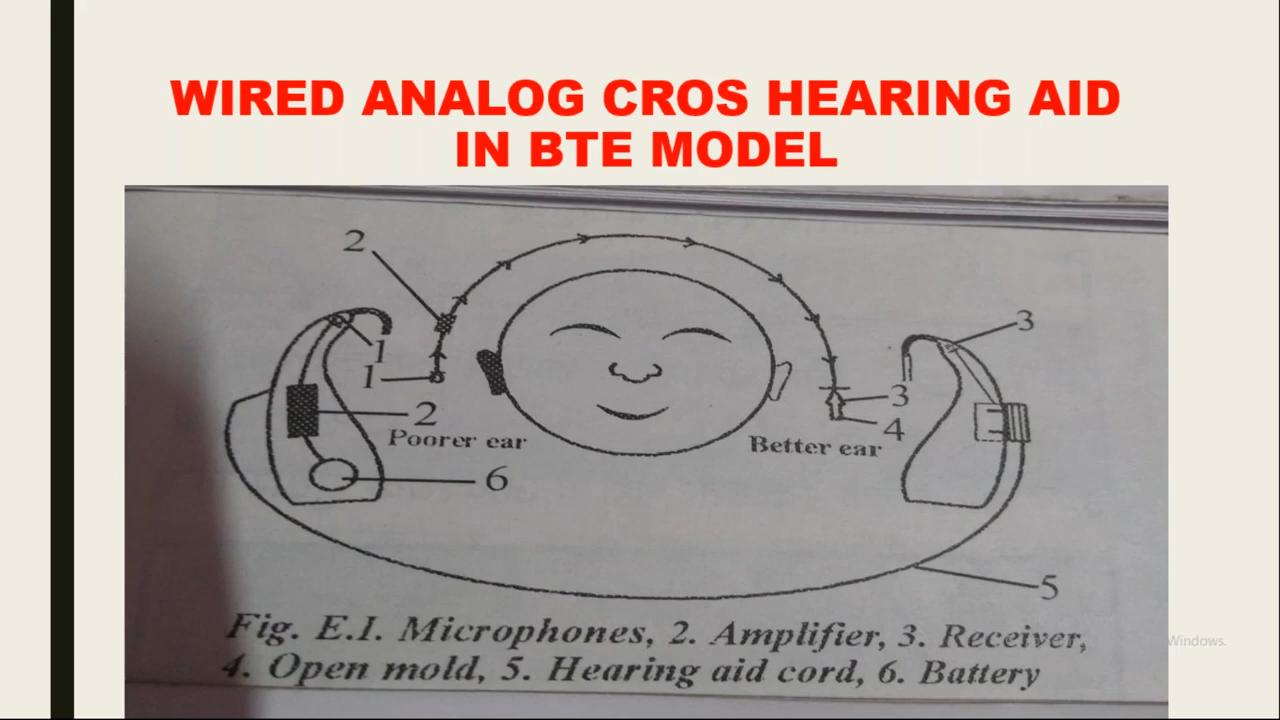 WIRED ANALOG CROS HEARING AID
IN BTE MODEL
2
3
1
1
3
2
4
Poorer ear
Better ear
6
5
Fig. E.I. Microphones, 2. Amplifier, 3. Receiver,
4. Open mold, 5. Hearing aid cord, 6. Battery
Windows.